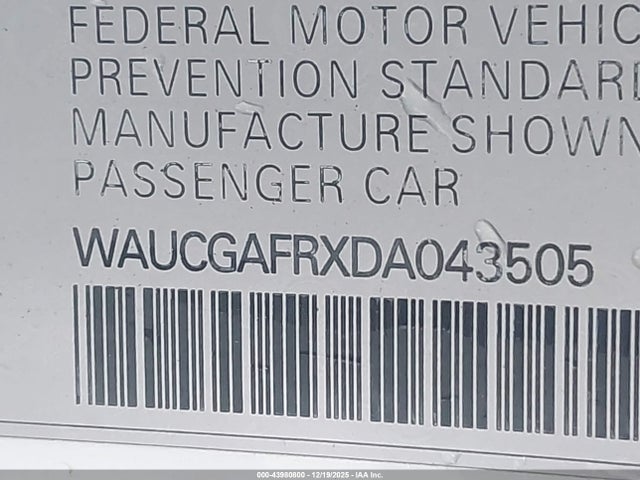 FEDERAL MOTOR VEHIC
PREVENTION STANDARD
MANUFACTURE SHOWN
PASSENGER CAR
WAUCGAFRXDA043505
000-43980800 - 12/19/2025 - IAA Inc.